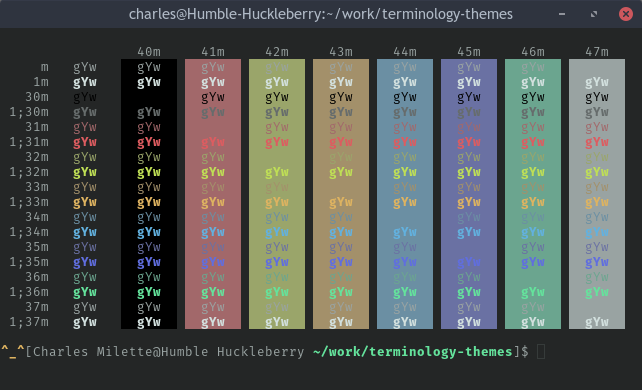 charles@Humble-Huckleberry:~/work/terminology-themes
40m 41m 42m 43m 44m 45m 46m 47m
m gYw gYw gYw gYw gYw gYw gYw gYw gYw
1m gYw gYw gYw gYw gYw gYw gYw gYw gYw
30m gYw gYw gYw gYw gYw gYw gYw gYw
1;30m gYw gYw gYw gYw gYw gYw gYw gYw gYw
31m gYw gYw gYw gYw gYw gYw gYw gYw
1;31m gYw gYw gYw gYw gYw gYw gYw gYw gYw
32m gYw gYw gYw gYw gYw gYw gYw gYw
1;32m gYw gYw gYw gYw gYw gYw gYw gYw gYw
33m gYw gYw gYw gYw gYw gYw gYw gYw
1;33m gYw gYw gYw gYw gYw gYw gYw gYw gYw
34m gYw gYw gYw gYw gYw gYw gYw gYw
1;34m gYw gYw gYw gYw gYw gYw gYw gYw gYw
35m gYw gYw gYw gYw gYw gYw gYw gYw
1;35m gYw gYw gYw gYw gYw gYw gYw gYw gYw
36m gYw gYw gYw gYw gYw gYw gYw gYw
1;36m gYw gYw gYw gYw gYw gYw gYw gYw gYw
37m gYw gYw gYw gYw gYw gYw gYw gYw
1;37m gYw gYw gYw gYw gYw gYw gYw gYw gYw
^_^[Charles Milette@Humble Huckleberry ~/work/terminology-themes]$